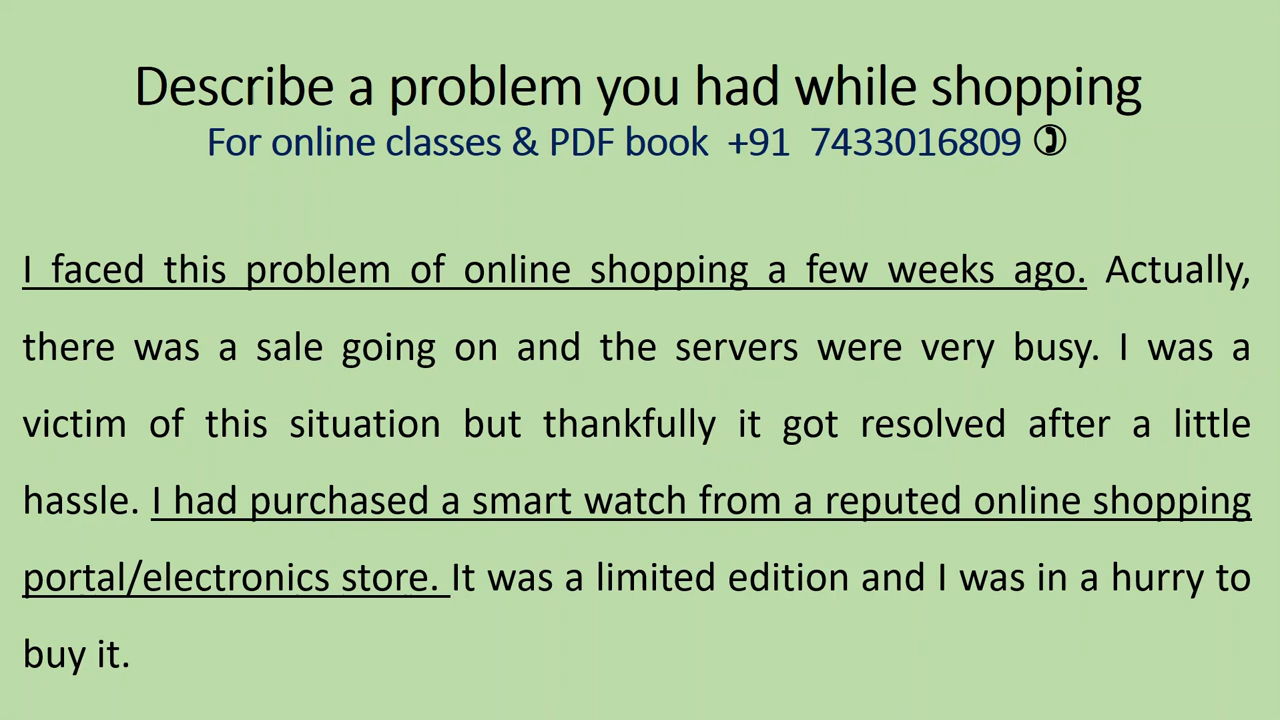 Describe a problem you had while shopping
For online classes & PDF book +91 7433016809 ✆
I faced this problem of online shopping a few weeks ago. Actually,
there was a sale going on and the servers were very busy. I was a
victim of this situation but thankfully it got resolved after a little
hassle. I had purchased a smart watch from a reputed online shopping
portal/electronics store. It was a limited edition and I was in a hurry to
buy it.